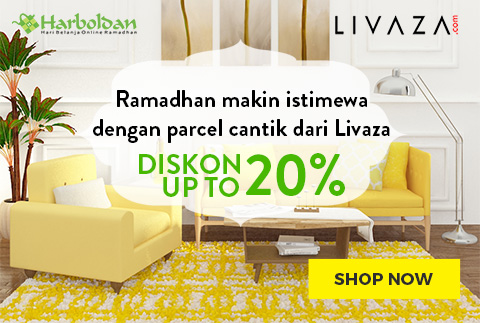 Harboldan
Hari Belanja Online Ramadhan
LIVAZA.com
Ramadhan makin istimewa
dengan parcel cantik dari Livaza
DISKON
UP TO 20%
SHOP NOW